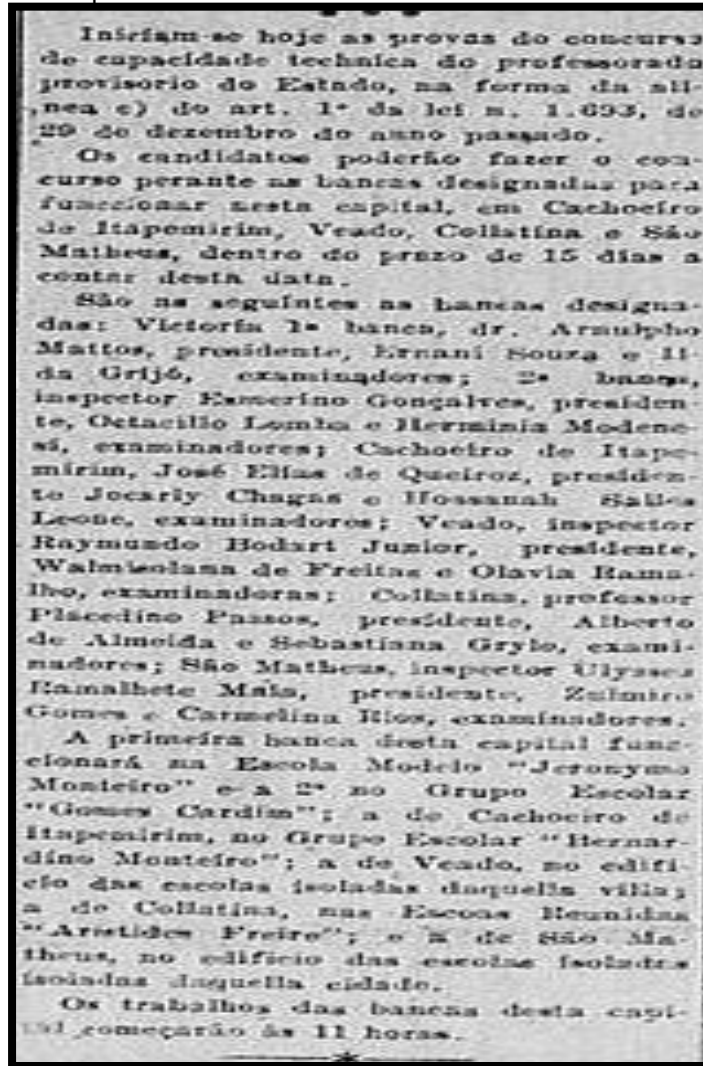 Iniciam-se hoje as provas do concurso
de capacidade technica do professorado
provisorio do Estado, na forma da ali-
nea c) do art. 1º da lei n. 1.693, de
29 de dezembro do anno passado.
Os candidatos poderão fazer o con-
curso perante as bancas designadas para
funccionar nesta capital, em Cachoeiro
de Itapemirim, Veado, Collatina e São
Matheus, dentro do prazo de 15 dias a
contar desta data.
São as seguintes as bancas designa-
das: Victoria 1ª banca, dr. Arnulpho
Mattos, presidente, Ernani Souza e Il-
da Grijó, examinadores; 2ª banca,
inspector Esmerino Gonçalves, presiden-
te, Octacilio Lomba e Herminia Modene-
si, examinadores; Cachoeiro de Itape-
mirim, José Elias de Queiroz, presiden-
te Jocarly Chagas e Hossanah Salles
Leone, examinadores; Veado, inspector
Raymundo Bodart Junior, presidente,
de Freitas e Olavia Rama-
lho, examinadoras; Collatina, professor
Placedino Passos, presidente, Alberto
de Almeida e Sebastiana Grylo, exami-
nadores; São Matheus, inspector Ulysses
Ramalhete Maia, presidente, Zulmiro
Gomes e Carmelina Rios, examinadores.
A primeira banca desta capital func-
cionará na Escola Modelo "Jeronymo
Monteiro" e a 2ª no Grupo Escolar
"Gomes Cardim"; a de Cachoeiro de
Itapemirim, no Grupo Escolar "Bernar-
dino Monteiro"; a de Veado, no edifi-
cio das escolas isoladas daquella villa;
a de Collatina, nas Escoas Reunidas
"Aristides Freire"; e a de São Ma-
theus, no edificio das escolas isoladas
isoladas daquella cidade.
Os trabalhos das bancas desta capi-
tal começarão ás 11 horas.